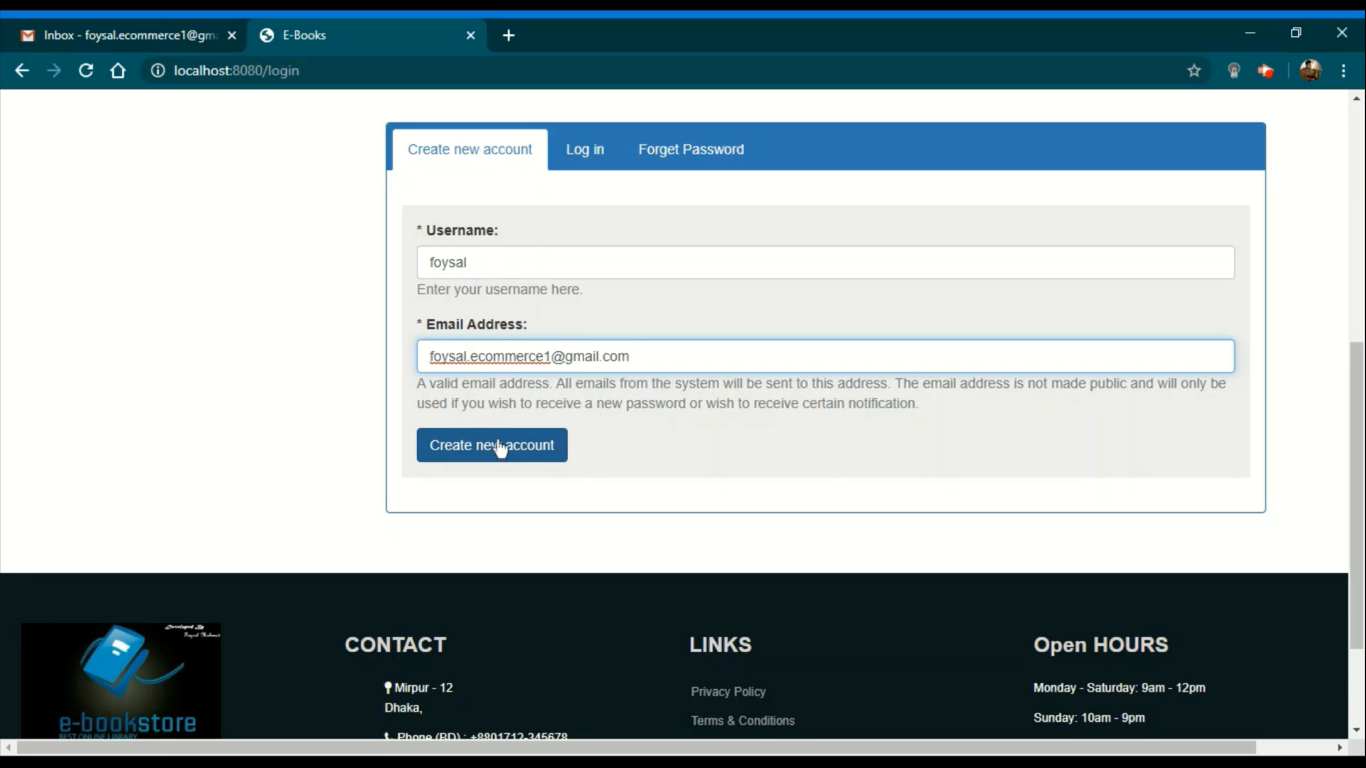 Inbox - foysal.ecommerce1@gm
E-Books
localhost:8080/login
Create new account
Log in
Forget Password
* Username:
foysal
Enter your username here.
* Email Address:
foysal.ecommerce1@gmail.com
A valid email address. All emails from the system will be sent to this address. The email address is not made public and will only be
used if you wish to receive a new password or wish to receive certain notification.
Create new account
Developed By
e-bookstore
BEST ONLINE LIBRARY
CONTACT
Mirpur - 12
Dhaka,
Phone (BD) : +8801712-345678
LINKS
Privacy Policy
Terms & Conditions
Open HOURS
Monday - Saturday: 9am - 12pm
Sunday: 10am - 9pm